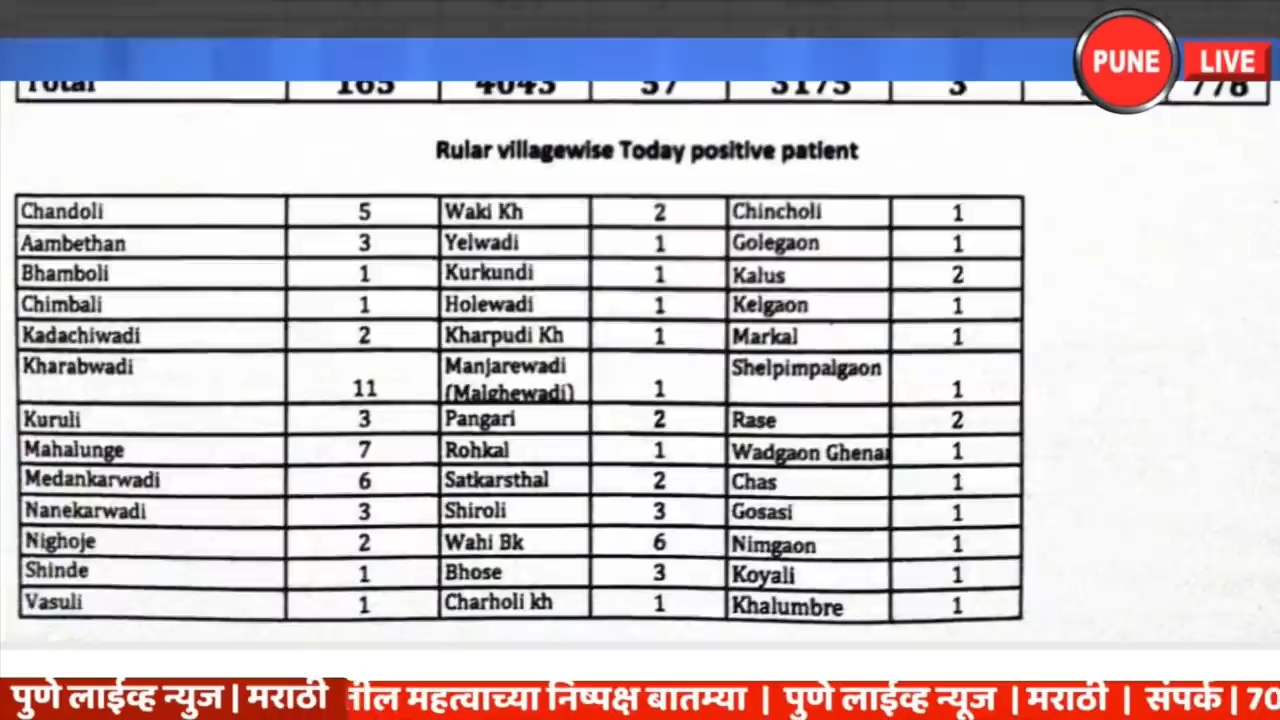 PUNE LIVE
Total 165 4043 57 3175 3 778
Rular villagewise Today positive patient
Chandoli 5 Waki Kh 2 Chincholi 1
Aambethan 3 Yelwadi 1 Golegaon 1
Bhamboli 1 Kurkundi 1 Kalus 2
Chimbali 1 Holewadi 1 Kelgaon 1
Kadachiwadi 2 Kharpudi Kh 1 Markal 1
Kharabwadi 11 Manjarewadi (Malghewadi) 1 Shelpimpalgaon 1
Kuruli 3 Pangari 2 Rase 2
Mahalunge 7 Rohkal 1 Wadgaon Ghenan 1
Medankarwadi 6 Satkarsthal 2 Chas 1
Nanekarwadi 3 Shiroli 3 Gosasi 1
Nighoje 2 Wahi Bk 6 Nimgaon 1
Shinde 1 Bhose 3 Koyali 1
Vasuli 1 Charholi kh 1 Khalumbre 1
पुणे लाईव्ह न्युज | मराठी नील महत्वाच्या निष्पक्ष बातम्या | पुणे लाईव्ह न्यूज | मराठी | संपर्क | 70